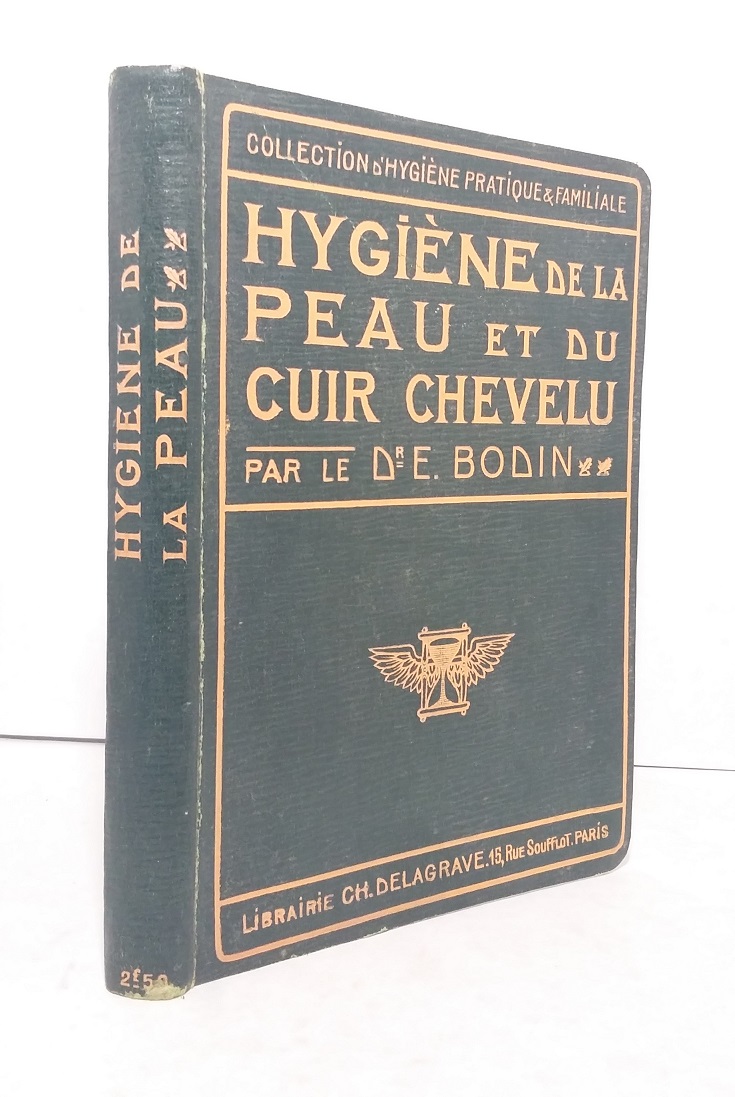 HYGIENE DE
LA PEAU
2f50
COLLECTION D'HYGIÈNE PRATIQUE & FAMILIALE
HYGIÈNE DE LA
PEAU ET DU
CUIR CHEVELU
PAR LE DR E. BODIN
LIBRAIRIE CH. DELAGRAVE. 15, RUE SOUFFLOT. PARIS